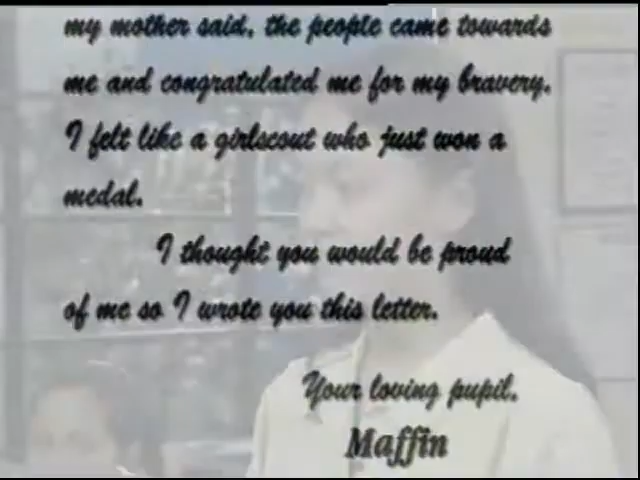 my mother said, the people came towards
me and congratulated me for my bravery.
I felt like a girlscout who just won a
medal.
I thought you would be proud
of me so I wrote you this letter.
Your loving pupil.
Maffin